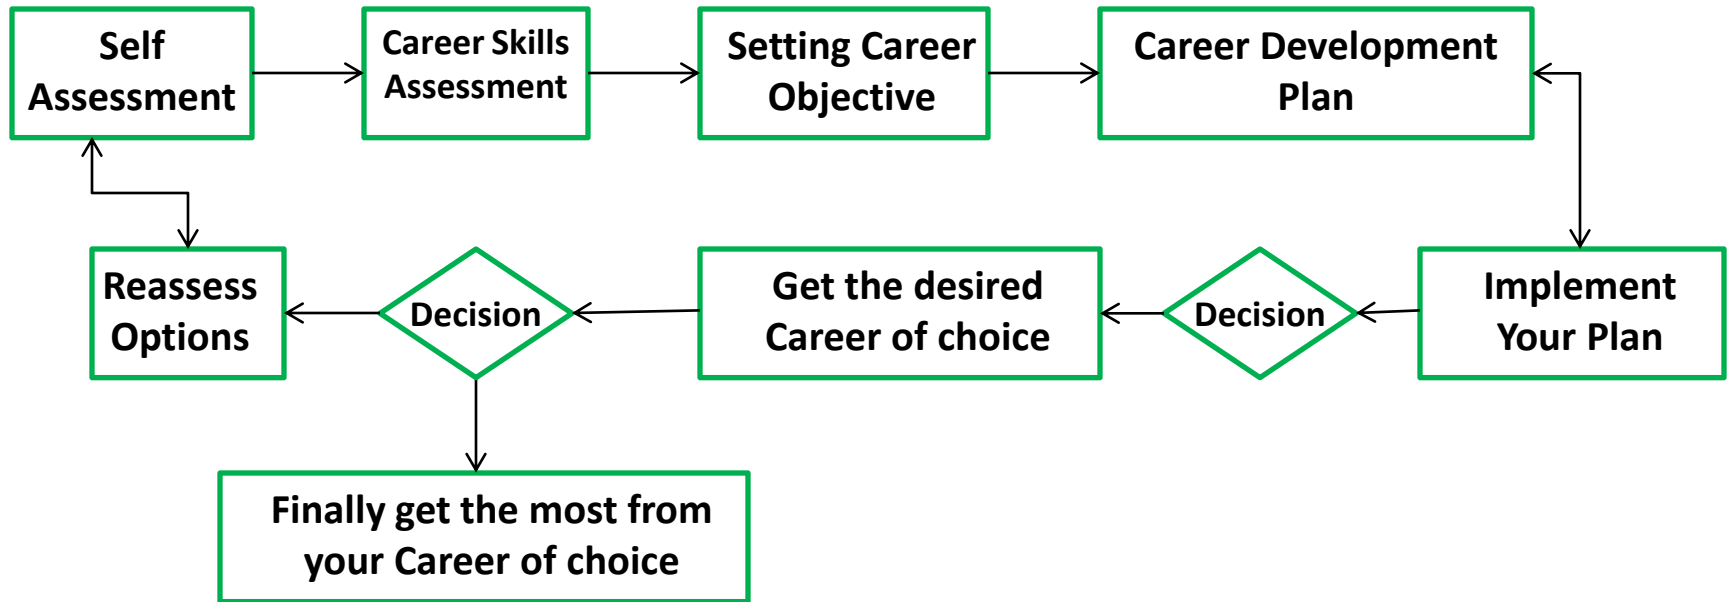 Self
Assessment
Career Skills
Assessment
Setting Career
Objective
Career Development
Plan
Reassess
Options
Decision
Get the desired
Career of choice
Decision
Implement
Your Plan
Finally get the most from
your Career of choice